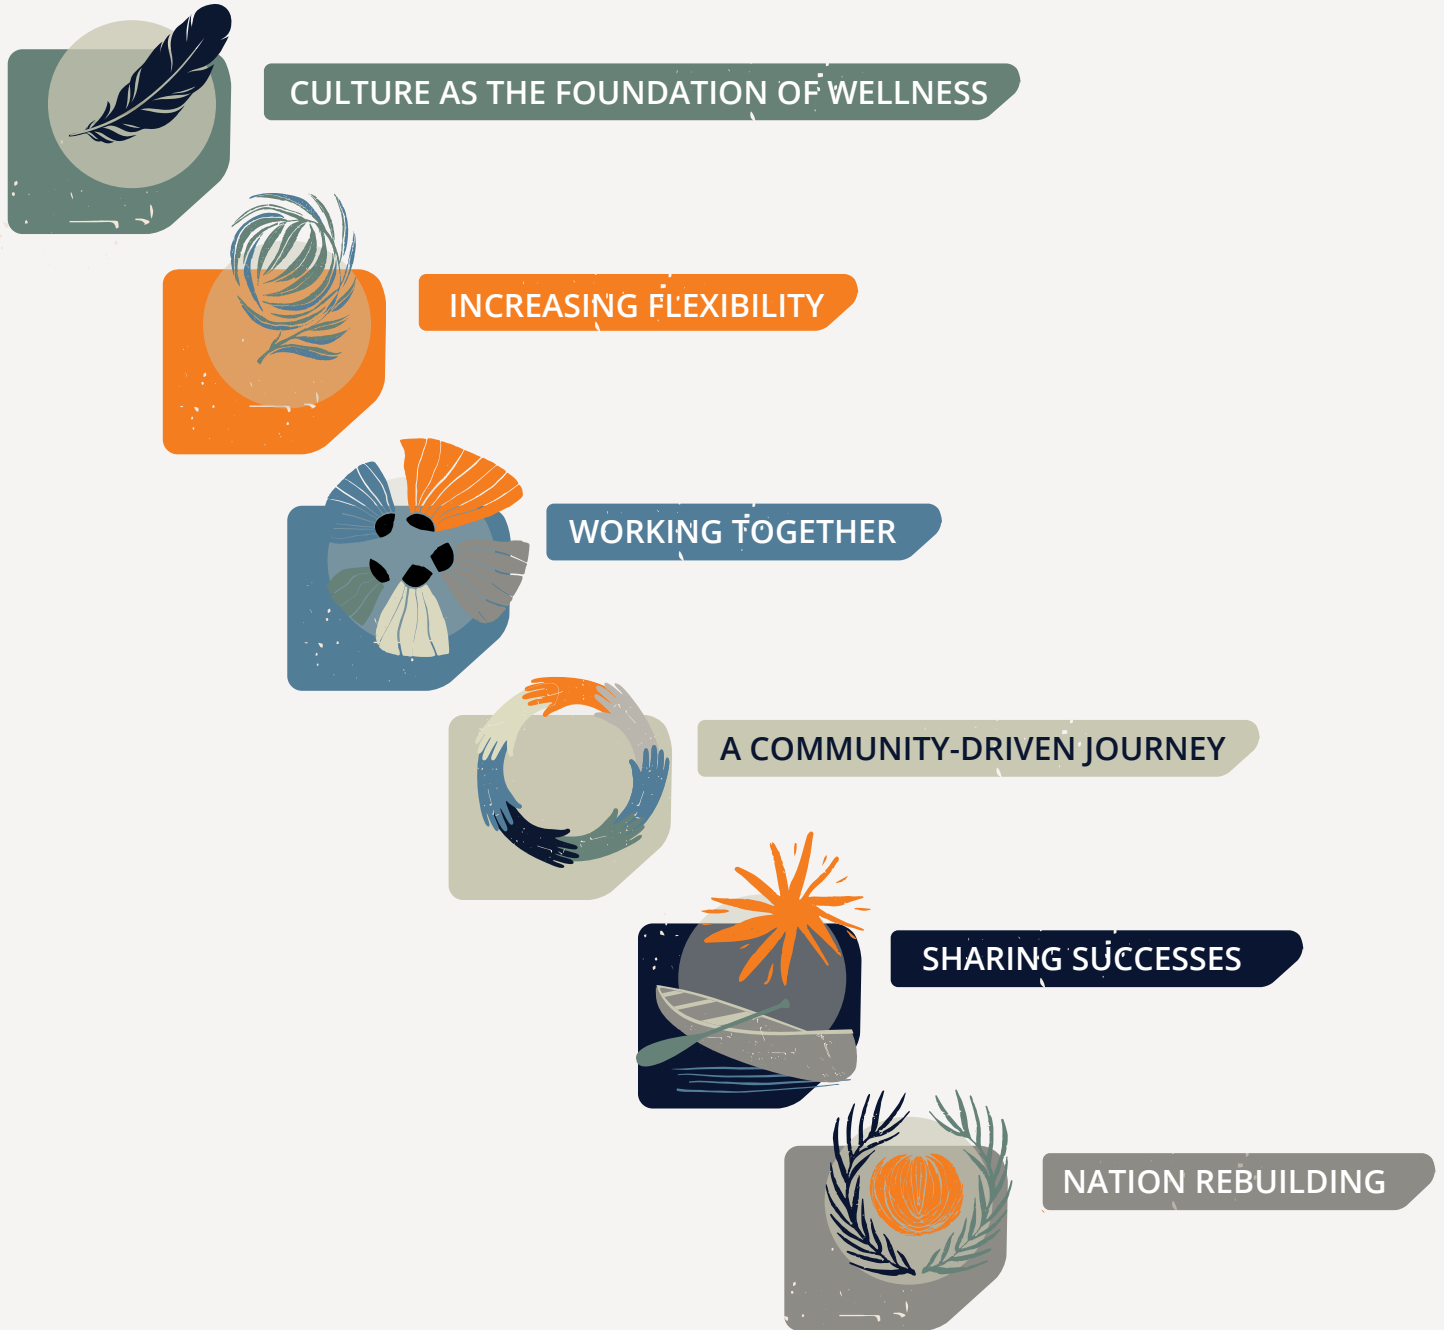 CULTURE AS THE FOUNDATION OF WELLNESS
INCREASING FLEXIBILITY
WORKING TOGETHER
A COMMUNITY-DRIVEN JOURNEY
SHARING SUCCESSES
NATION REBUILDING